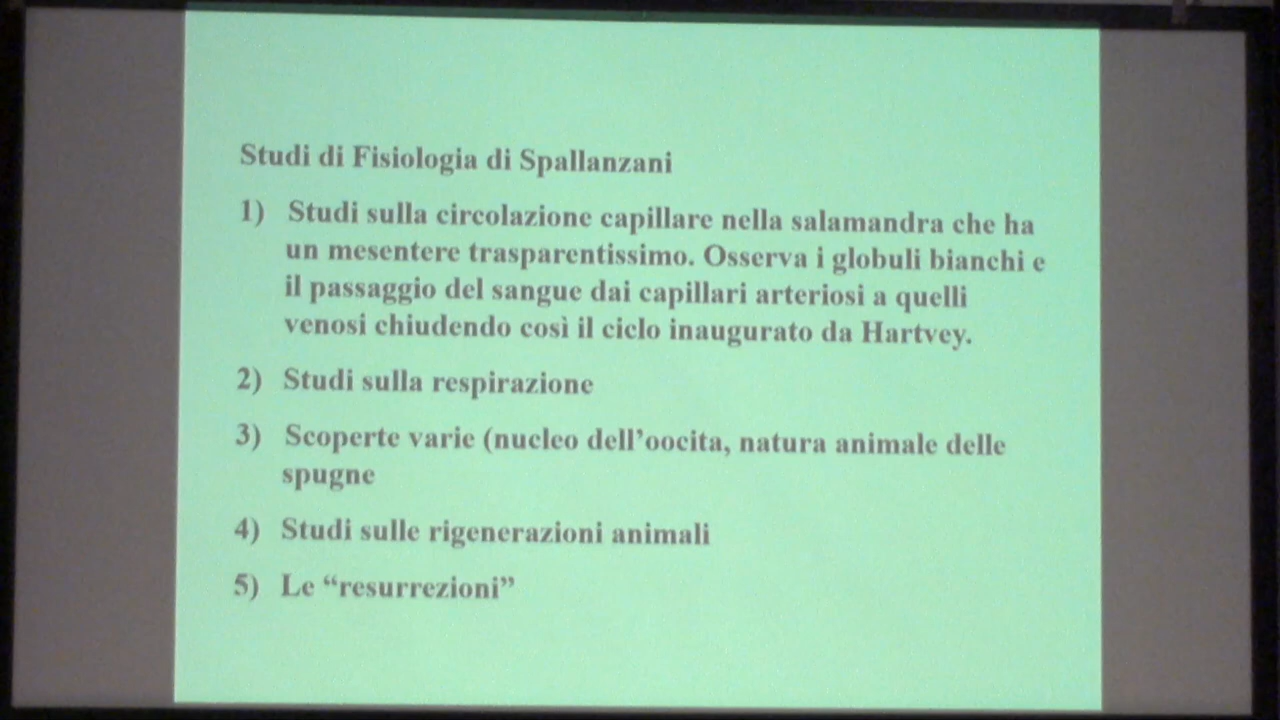 Studi di Fisiologia di Spallanzani
1) Studi sulla circolazione capillare nella salamandra che ha
un mesentere trasparentissimo. Osserva i globuli bianchi e
il passaggio del sangue dai capillari arteriosi a quelli
venosi chiudendo così il ciclo inaugurato da Hartvey.
2) Studi sulla respirazione
3) Scoperte varie (nucleo dell’oocita, natura animale delle
spugne
4) Studi sulle rigenerazioni animali
5) Le “resurrezioni”